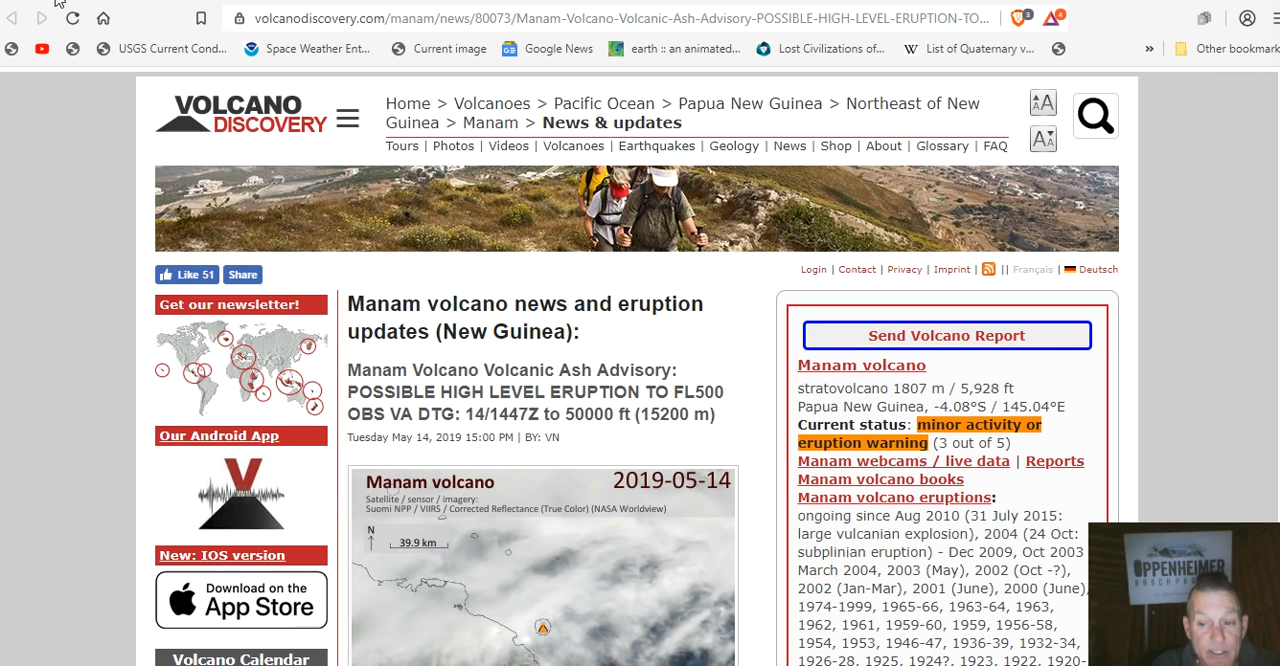 volcanodiscovery.com/manam/news/80073/Manam-Volcano-Volcanic-Ash-Advisory-POSSIBLE-HIGH-LEVEL-ERUPTION-TO...
3
4
USGS Current Cond...
Space Weather Ent...
Current image
Google News
earth :: an animated...
Lost Civilizations of...
W List of Quaternary v...
»
Other bookmark
VOLCANO
DISCOVERY
Home > Volcanoes > Pacific Ocean > Papua New Guinea > Northeast of New
Guinea > Manam > News & updates
Tours | Photos | Videos | Volcanoes | Earthquakes | Geology | News | Shop | About | Glossary | FAQ
AA
AA
Like 51
Share
Login | Contact | Privacy | Imprint | || Français | Deutsch
Get our newsletter!
Our Android App
New: IOS version
Download on the
App Store
Volcano Calendar
Manam volcano news and eruption
updates (New Guinea):
Manam Volcano Volcanic Ash Advisory:
POSSIBLE HIGH LEVEL ERUPTION TO FL500
OBS VA DTG: 14/1447Z to 50000 ft (15200 m)
Tuesday May 14, 2019 15:00 PM | BY: VN
Manam volcano
2019-05-14
Satellite / sensor / imagery:
Suomi NPP / VIIRS / Corrected Reflectance (True Color) (NASA Worldview)
N
39.9 km
Send Volcano Report
Manam volcano
stratovolcano 1807 m / 5,928 ft
Papua New Guinea, -4.08°S / 145.04°E
Current status: minor activity or
eruption warning (3 out of 5)
Manam webcams / live data | Reports
Manam volcano books
Manam volcano eruptions:
ongoing since Aug 2010 (31 July 2015:
large vulcanian explosion), 2004 (24 Oct:
subplinian eruption) - Dec 2009, Oct 2003
March 2004, 2003 (May), 2002 (Oct -?),
2002 (Jan-Mar), 2001 (June), 2000 (June),
1974-1999, 1965-66, 1963-64, 1963,
1962, 1961, 1959-60, 1959, 1956-58,
1954, 1953, 1946-47, 1936-39, 1932-34,
1926-28, 1925, 1924?, 1923, 1922, 1920-
OPPENHEIMER